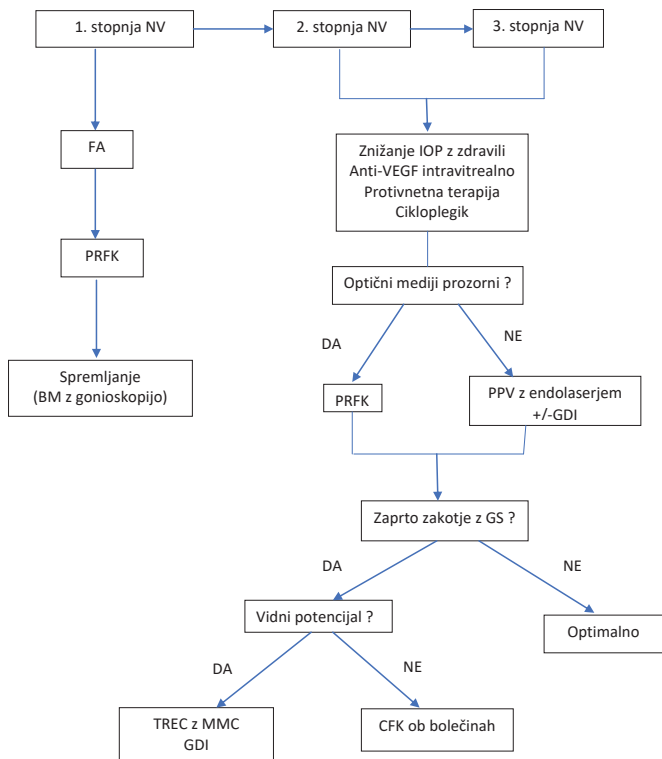 1. stopnja NV
2. stopnja NV
3. stopnja NV
FA
Znižanje IOP z zdravili
Anti-VEGF intravitrealno
Protivnetna terapija
Cikloplegik
PRFK
Optični mediji prozorni ?
DA
NE
Spremljanje
(BM z gonioskopijo)
PRFK
PPV z endolaserjem
+/-GDI
Zaprto zakotje z GS ?
DA
NE
Vidni potencijal ?
Optimalno
DA
NE
TREC z MMC
GDI
CFK ob bolečinah